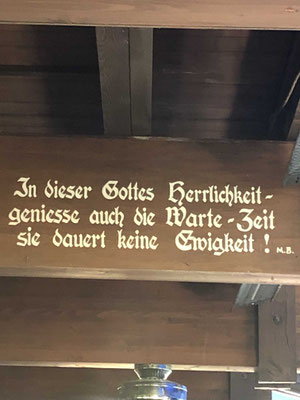 In dieser Gottes Herrlichkeit -
geniesse auch die Warte - Zeit
sie dauert keine Ewigkeit ! M.B.